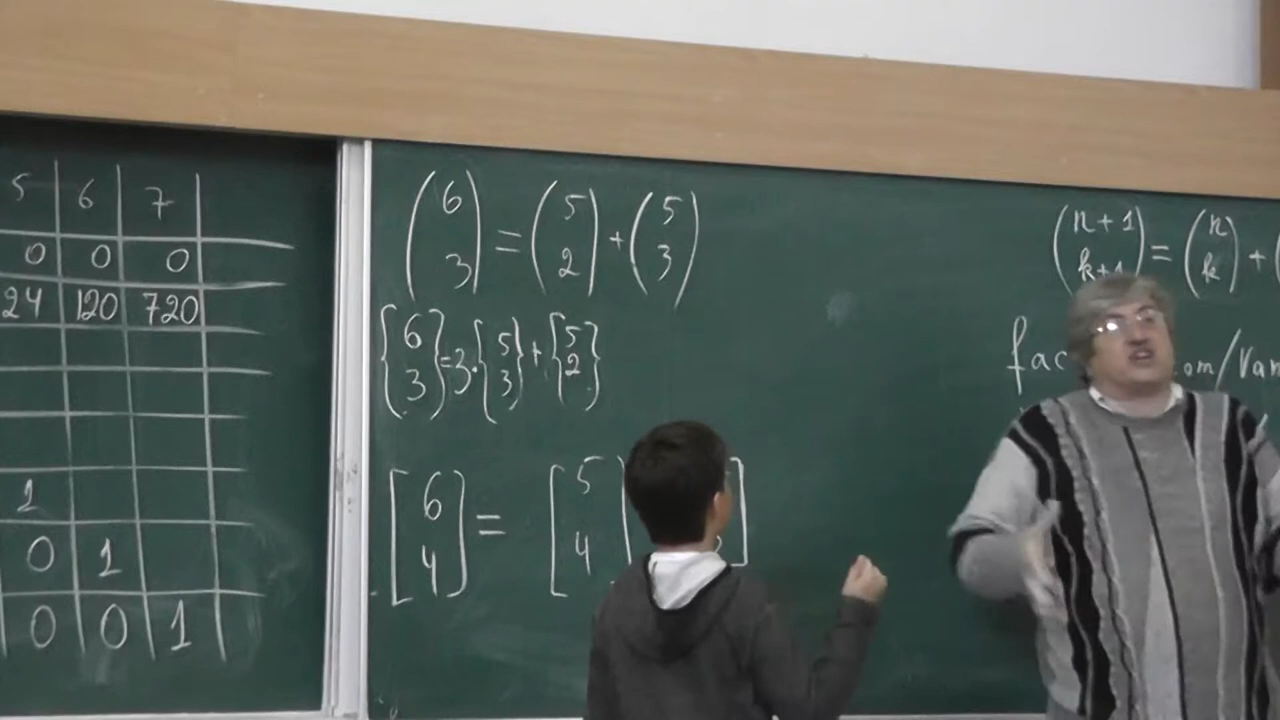 5 6 7
0 0 0
24 120 720
1
0 1
0 0 1
(6 3) = (5 2) + (5 3)
{6 3} = 3 · {5 3} + {5 2}
[6 4] = [5 4]
(n+1 k+1) = (n k) + (
fac om/Van